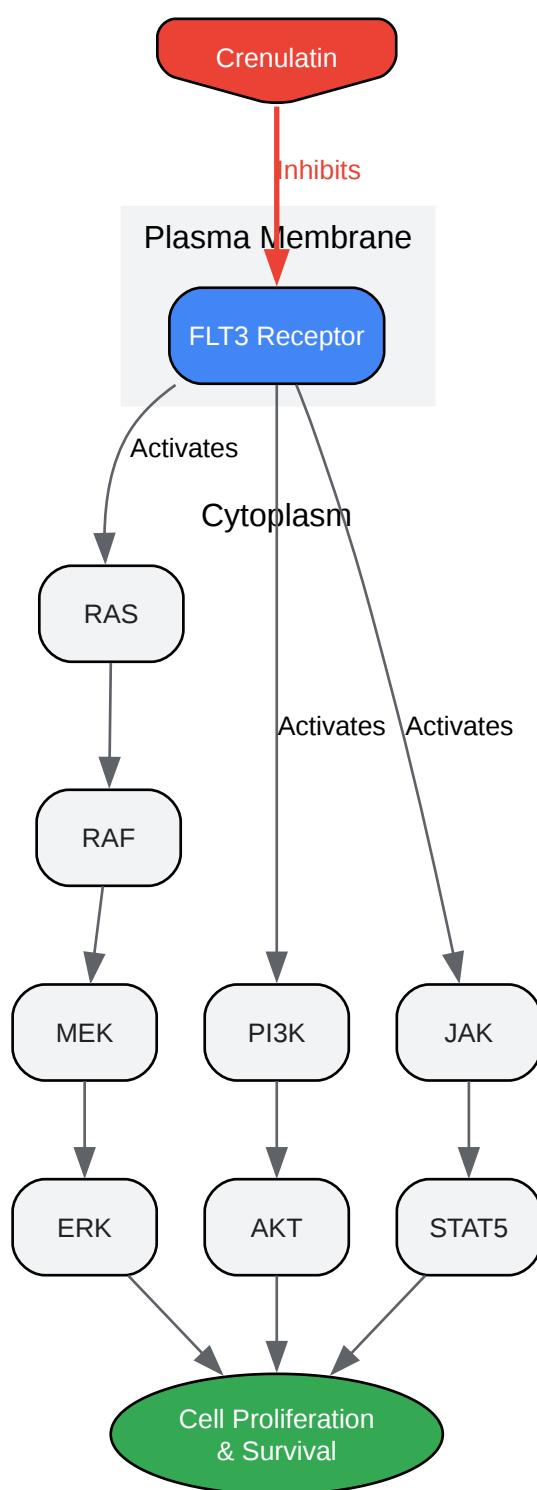 Crenulatin
Inhibits
Plasma Membrane
FLT3 Receptor
Activates
Cytoplasm
RAS
Activates
Activates
RAF
MEK
PI3K
JAK
ERK
AKT
STAT5
Cell Proliferation
& Survival